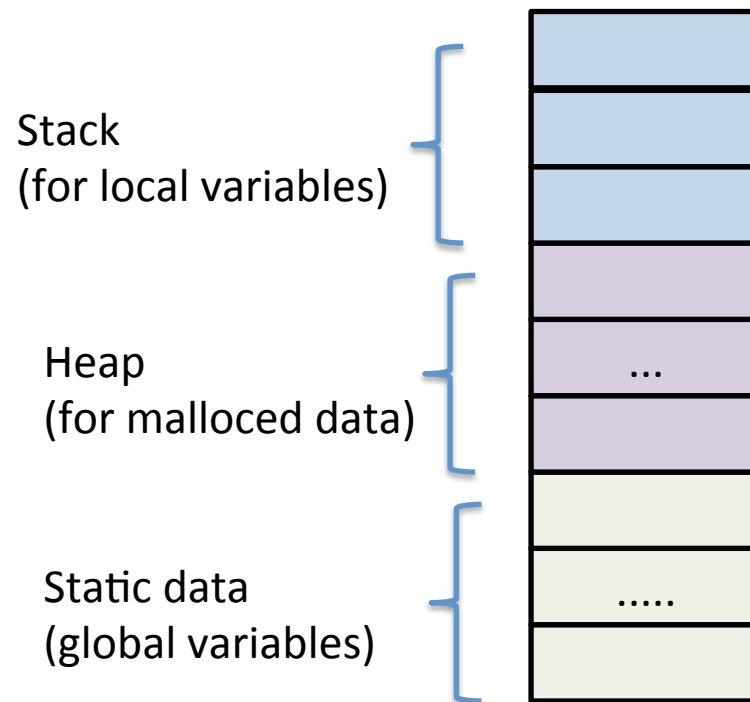 Stack
(for local variables)
Heap
(for malloced data)
...
Static data
(global variables)
.....